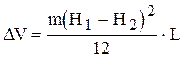 ΔV = m(H₁ − H₂)² / 12 · L